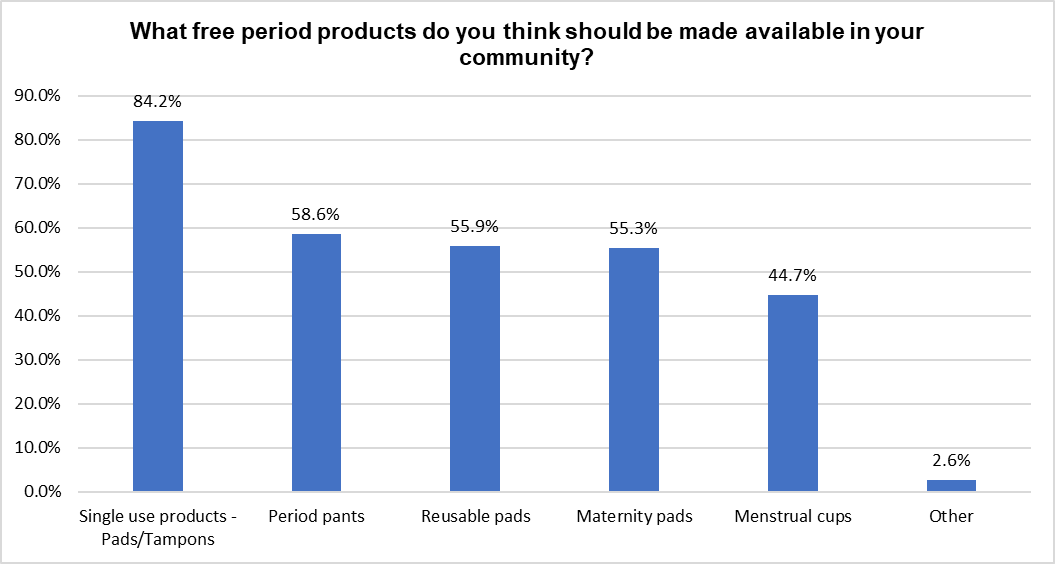 What free period products do you think should be made available in your
community?
90.0%
80.0%
70.0%
60.0%
50.0%
40.0%
30.0%
20.0%
10.0%
0.0%
84.2%
58.6%
55.9%
55.3%
44.7%
2.6%
Single use products -
Pads/Tampons
Period pants
Reusable pads
Maternity pads
Menstrual cups
Other